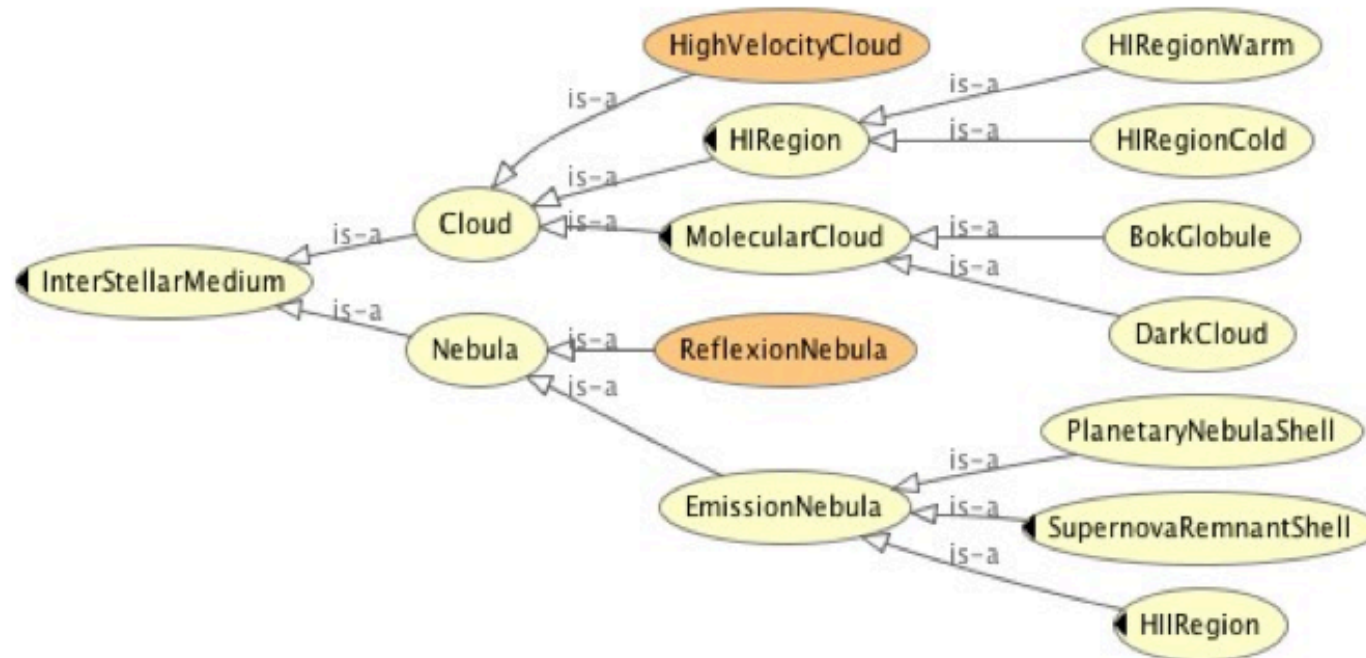 HighVelocityCloud
HIRegionWarm
is-a
is-a
HIRegion
is-a
HIRegionCold
is-a
Cloud
is-a
MolecularCloud
BokGlobule
is-a
is-a
is-a
InterStellarMedium
is-a
DarkCloud
Nebula
is-a
ReflexionNebula
is-a
PlanetaryNebulaShell
is-a
EmissionNebula
is-a
SupernovaRemnantShell
is-a
HIIRegion